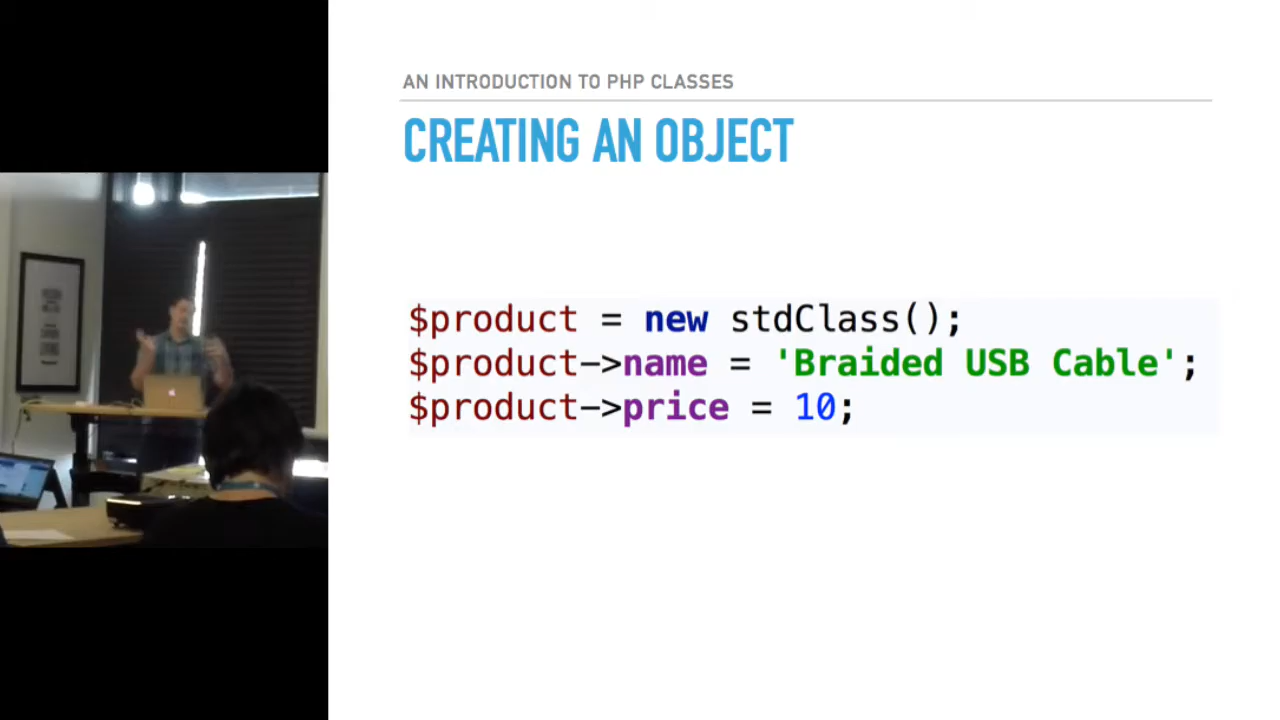 AN INTRODUCTION TO PHP CLASSES
CREATING AN OBJECT
$product = new stdClass();
$product->name = 'Braided USB Cable';
$product->price = 10;